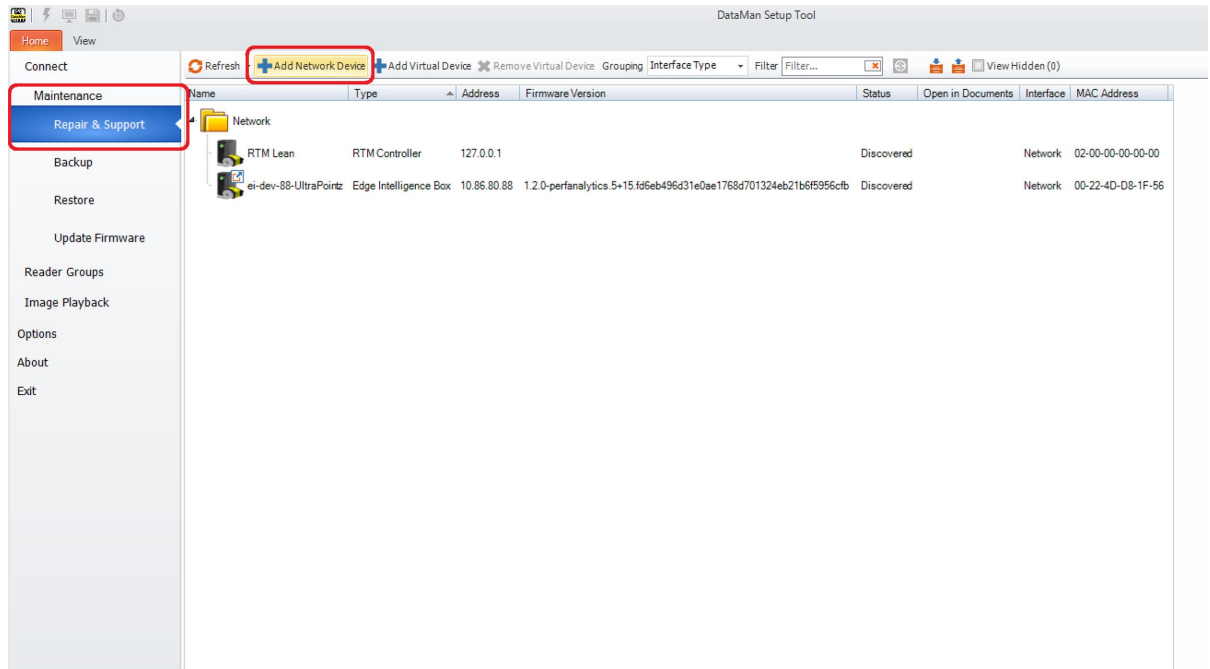 DataMan Setup Tool
Home View
Connect
Refresh Add Network Device Add Virtual Device Remove Virtual Device Grouping Interface Type Filter Filter... View Hidden (0)
Maintenance
Name Type Address Firmware Version Status Open in Documents Interface MAC Address
Repair & Support
Network
RTM Lean RTM Controller 127.0.0.1 Discovered Network 02-00-00-00-00-00
Backup
ei-dev-88-UltraPointz Edge Intelligence Box 10.86.80.88 1.2.0-perfanalytics.5+15.fd6eb496d31e0ae1768d701324eb21b6f5956cfb Discovered Network 00-22-4D-D8-1F-56
Restore
Update Firmware
Reader Groups
Image Playback
Options
About
Exit